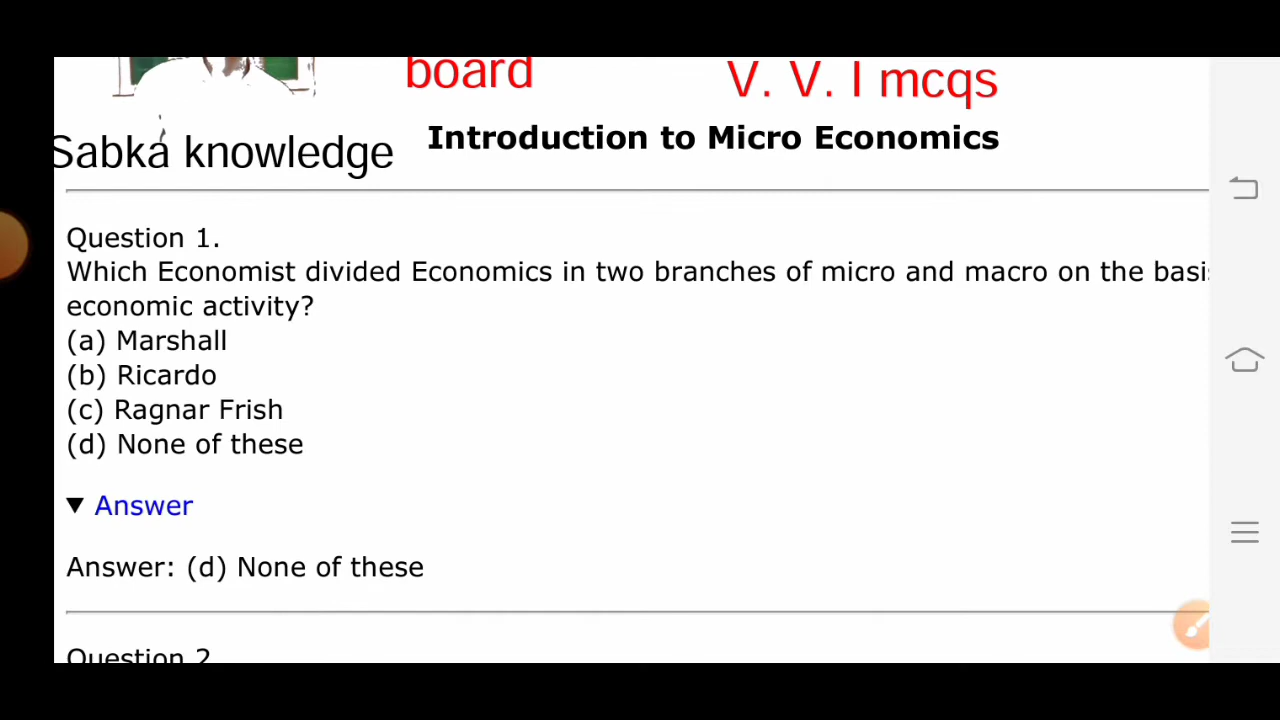 board
V. V. I mcqs
Sabka knowledge
Introduction to Micro Economics
Question 1.
Which Economist divided Economics in two branches of micro and macro on the basis
economic activity?
(a) Marshall
(b) Ricardo
(c) Ragnar Frish
(d) None of these
▼ Answer
Answer: (d) None of these
Question 2